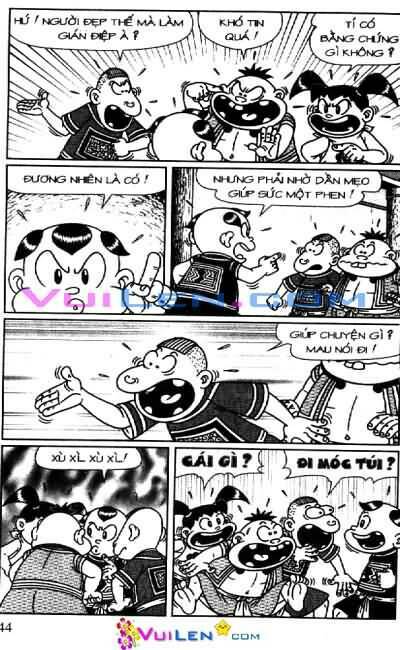 HỨ! NGƯỜI ĐẸP THẾ MÀ LÀM
GIÁN ĐIỆP À?
KHÓ TIN
QUÁ!
TÍ CÓ
BẰNG CHỨNG
GÌ KHÔNG?
ĐƯƠNG NHIÊN LÀ CÓ!
NHƯNG PHẢI NHỜ DẦN MẸO
GIÚP SỨC MỘT PHEN!
VUILEN.COM
GIÚP CHUYỆN GÌ?
MAU NÓI ĐI!
XÙ XÌ.. XÙ XÌ..!
CÁI GÌ?
ĐI MÓC TÚI?
44
VUILEN.COM